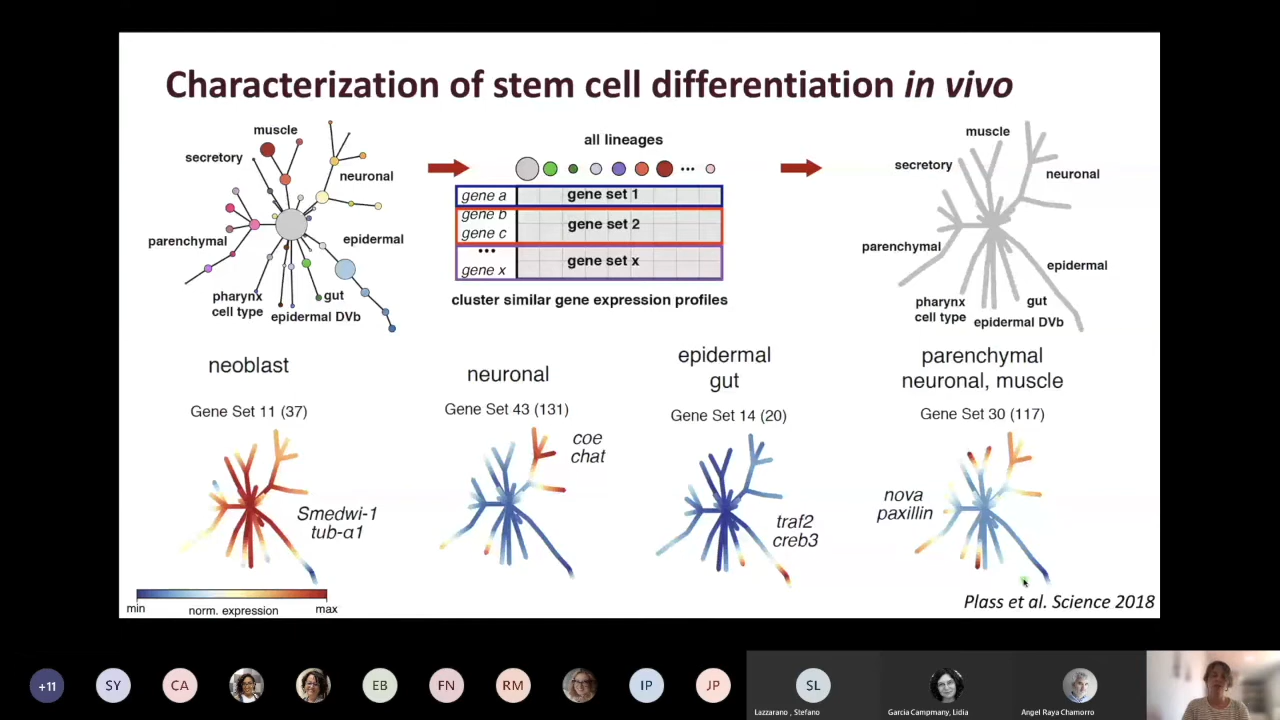 Characterization of stem cell differentiation in vivo
muscle
secretory
neuronal
parenchymal
epidermal
pharynx
cell type
gut
epidermal DVb
all lineages
...
gene a
gene set 1
gene b
gene c
gene set 2
...
gene x
gene set x
cluster similar gene expression profiles
muscle
secretory
neuronal
parenchymal
epidermal
pharynx
cell type
gut
epidermal DVb
neoblast
Gene Set 11 (37)
Smedwi-1
tub-α1
neuronal
Gene Set 43 (131)
coe
chat
epidermal
gut
Gene Set 14 (20)
traf2
creb3
parenchymal
neuronal, muscle
Gene Set 30 (117)
nova
paxillin
min
norm. expression
max
Plass et al. Science 2018
+11
SY
CA
EB
FN
RM
IP
JP
SL
Lazzarano , Stefano
Garcia Campmany, Lidia
Angel Raya Chamorro